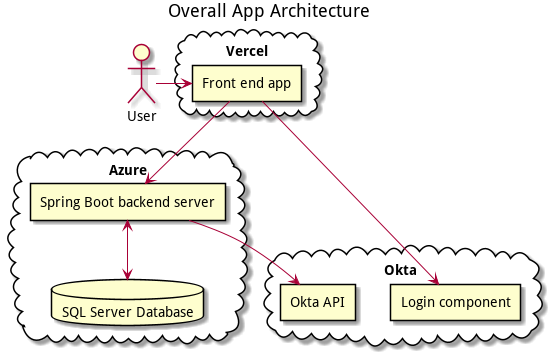 Overall App Architecture
Vercel
Front end app
User
Azure
Spring Boot backend server
SQL Server Database
Okta
Okta API
Login component